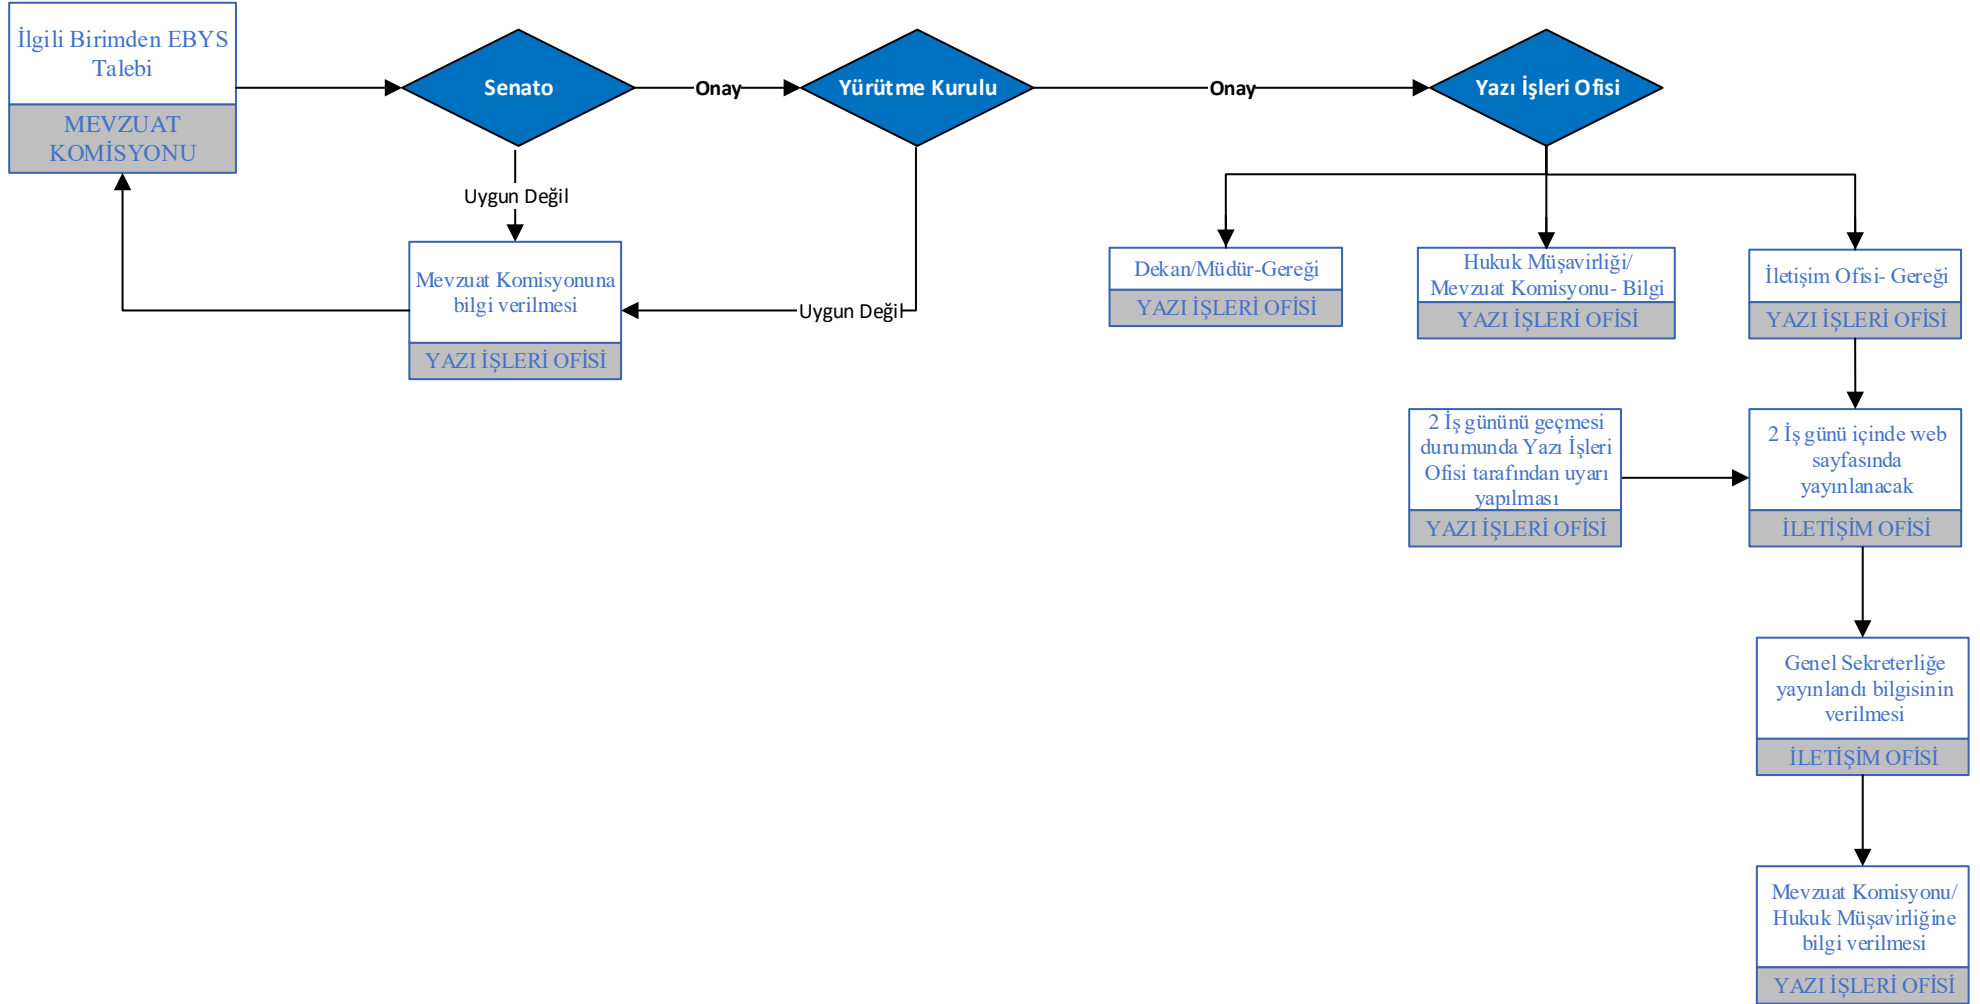 İlgili Birimden EBYS
Talebi
MEVZUAT
KOMİSYONU
Senato
Onay
Yürütme Kurulu
Onay
Yazı İşleri Ofisi
Uygun Değil
Mevzuat Komisyonuna
bilgi verilmesi
YAZI İŞLERİ OFİSİ
Uygun Değil
Dekan/Müdür-Gereği
YAZI İŞLERİ OFİSİ
Hukuk Müşavirliği/
Mevzuat Komisyonu- Bilgi
YAZI İŞLERİ OFİSİ
İletişim Ofisi- Gereği
YAZI İŞLERİ OFİSİ
2 İş gününü geçmesi
durumunda Yazı İşleri
Ofisi tarafından uyarı
yapılması
YAZI İŞLERİ OFİSİ
2 İş günü içinde web
sayfasında
yayınlanacak
İLETİŞİM OFİSİ
Genel Sekreterliğe
yayınlandı bilgisinin
verilmesi
İLETİŞİM OFİSİ
Mevzuat Komisyonu/
Hukuk Müşavirliğine
bilgi verilmesi
YAZI İŞLERİ OFİSİ